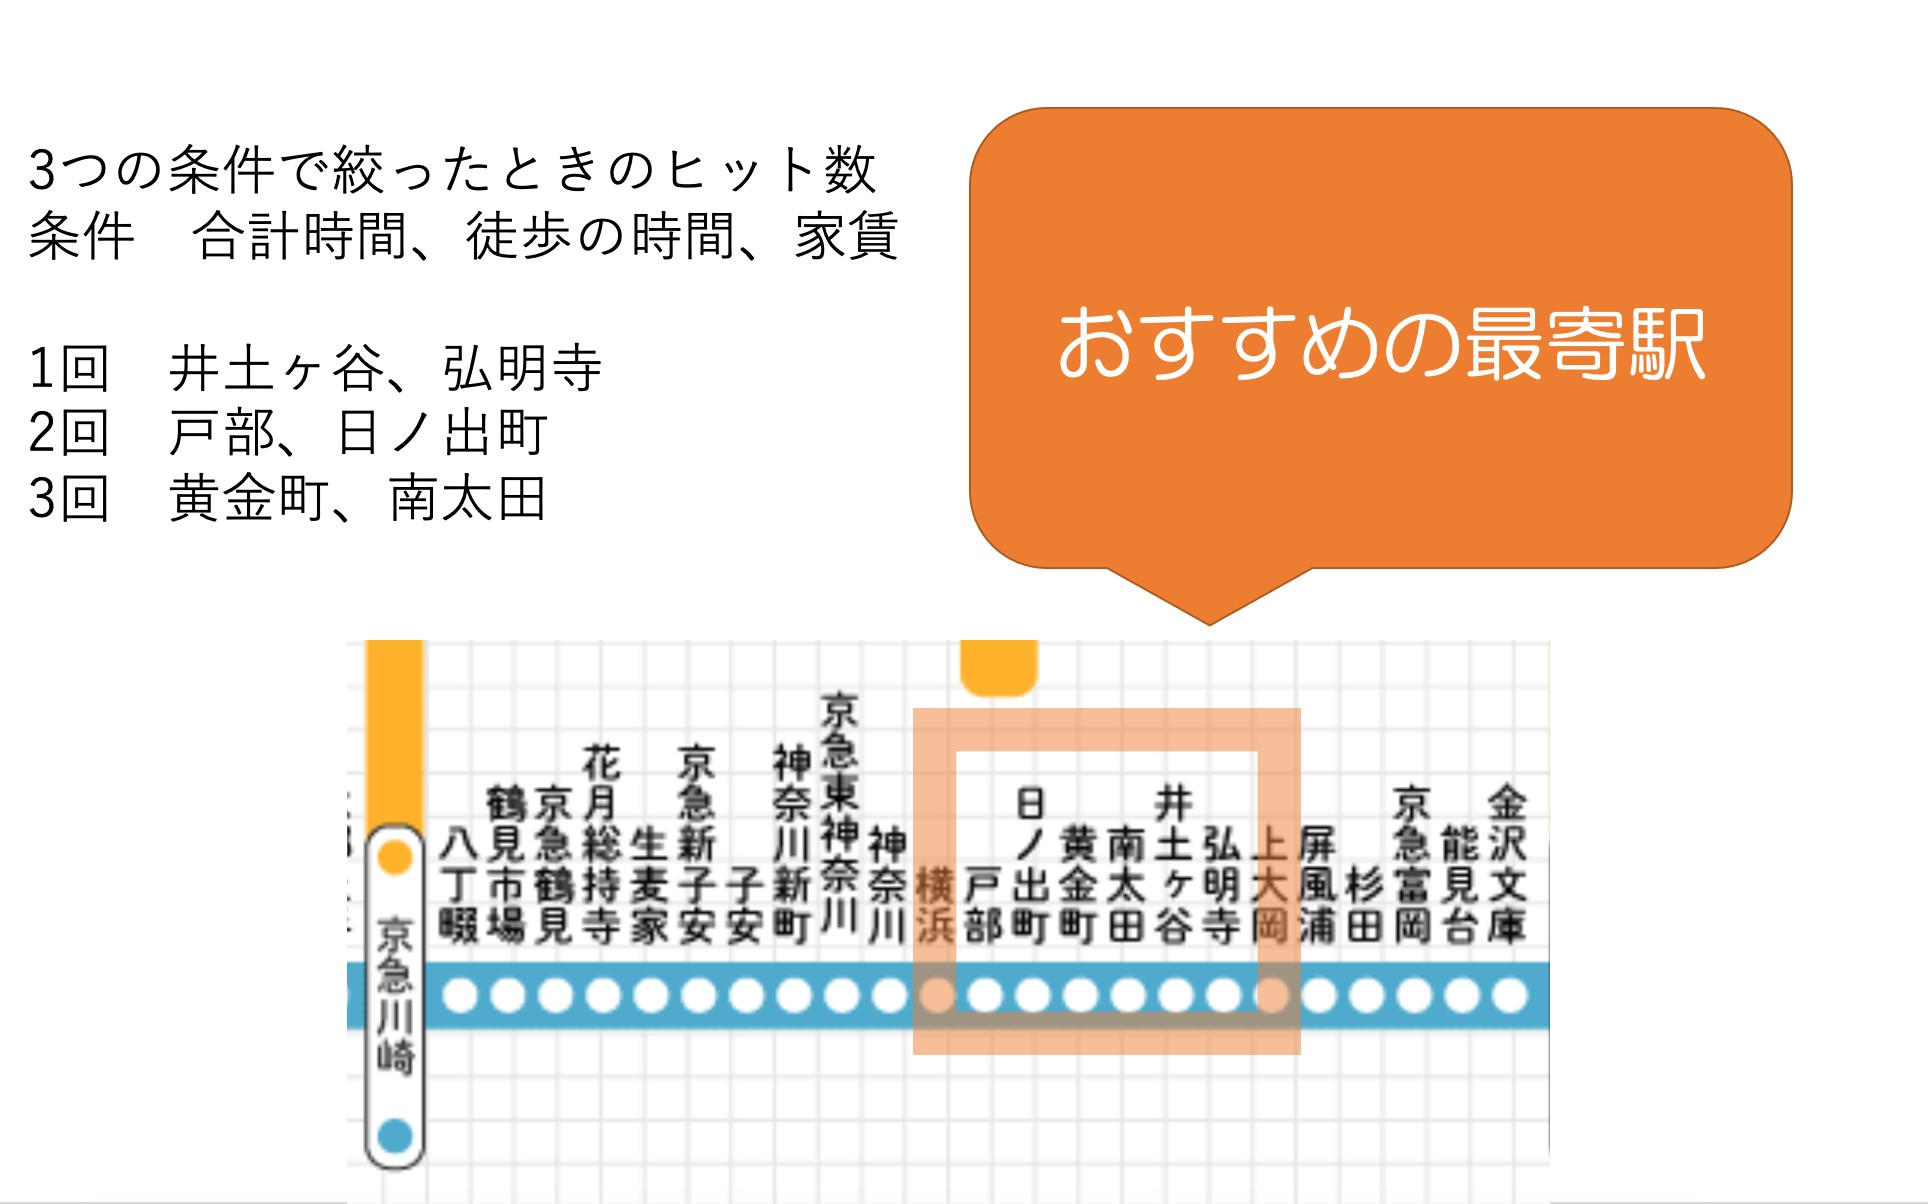 3つの条件で絞ったときのヒット数
条件　合計時間、徒歩の時間、家賃
1回　井土ヶ谷、弘明寺
2回　戸部、日ノ出町
3回　黄金町、南太田
おすすめの最寄駅
京急川崎
八丁畷
鶴見市場
京急鶴見
花月総持寺
生麦家
京急新子安
子安
神奈川新町
京急東神奈川
神奈川
横浜
戸部
日ノ出町
黄金町
南太田
井土ケ谷
弘明寺
上大岡
屏風浦
杉田
京急富岡
能見台
金沢文庫